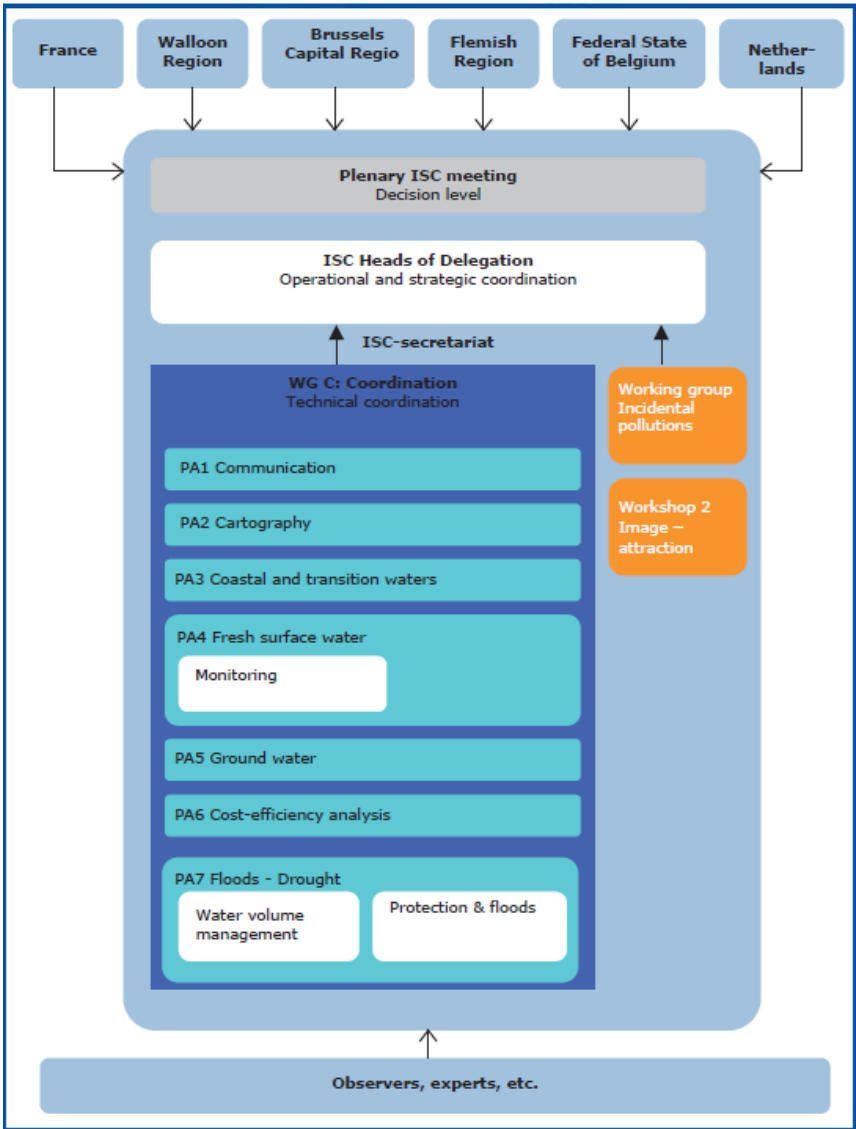 France
Walloon
Region
Brussels
Capital Regio
Flemish
Region
Federal State
of Belgium
Nether-
lands
Plenary ISC meeting
Decision level
ISC Heads of Delegation
Operational and strategic coordination
ISC-secretariat
WG C: Coordination
Technical coordination
Working group
Incidental
pollutions
Workshop 2
Image –
attraction
PA1 Communication
PA2 Cartography
PA3 Coastal and transition waters
PA4 Fresh surface water
Monitoring
PA5 Ground water
PA6 Cost-efficiency analysis
PA7 Floods - Drought
Water volume
management
Protection & floods
Observers, experts, etc.